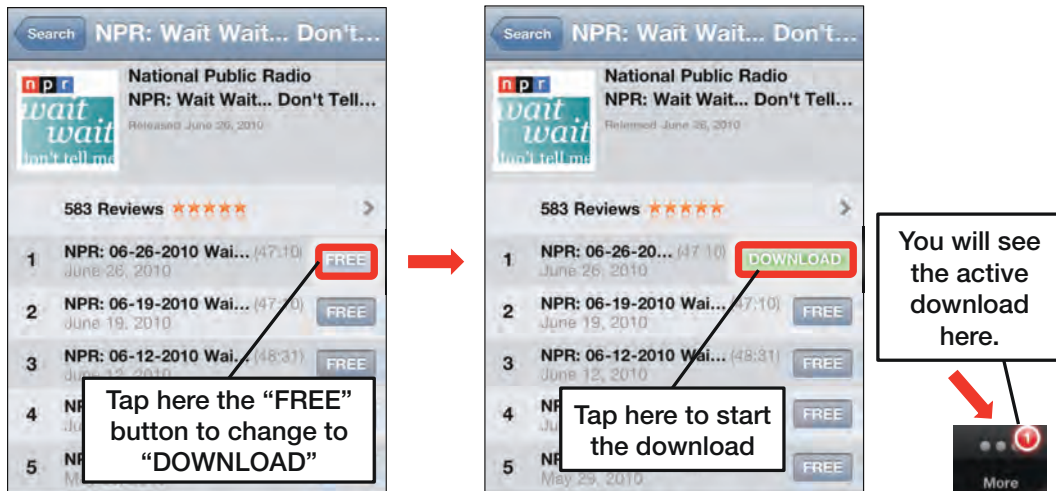 Search
NPR: Wait Wait... Don't...
npr
wait
wait
don't tell me
National Public Radio
NPR: Wait Wait... Don't Tell...
Released June 26, 2010
583 Reviews
1
NPR: 06-26-2010 Wai... (47:10)
June 26, 2010
FREE
2
NPR: 06-19-2010 Wai... (47:10)
June 19, 2010
FREE
3
NPR: 06-12-2010 Wai... (48:31)
June 12, 2010
4
5
Tap here the “FREE”
button to change to
“DOWNLOAD”
Search
NPR: Wait Wait... Don't...
npr
wait
wait
don't tell me
National Public Radio
NPR: Wait Wait... Don't Tell...
Released June 26, 2010
583 Reviews
1
NPR: 06-26-20... (47:10)
June 26, 2010
DOWNLOAD
2
NPR: 06-19-2010 Wai... (47:10)
June 19, 2010
FREE
3
NPR: 06-12-2010 Wai... (48:31)
June 12, 2010
FREE
4
FREE
5
May 29, 2010
FREE
Tap here to start
the download
You will see
the active
download
here.
1
More